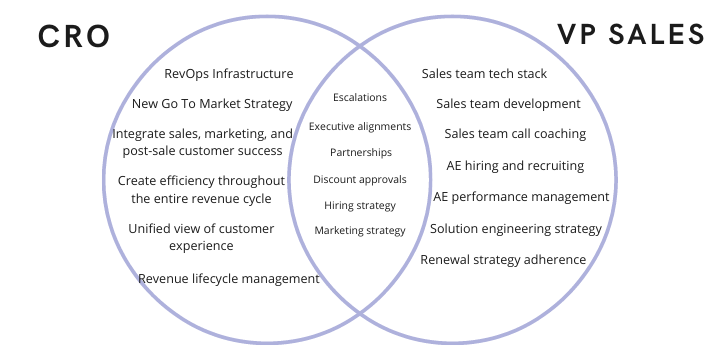 CRO
VP SALES
RevOps Infrastructure
New Go To Market Strategy
Integrate sales, marketing, and
post-sale customer success
Create efficiency throughout
the entire revenue cycle
Unified view of customer
experience
Revenue lifecycle management
Escalations
Executive alignments
Partnerships
Discount approvals
Hiring strategy
Marketing strategy
Sales team tech stack
Sales team development
Sales team call coaching
AE hiring and recruiting
AE performance management
Solution engineering strategy
Renewal strategy adherence